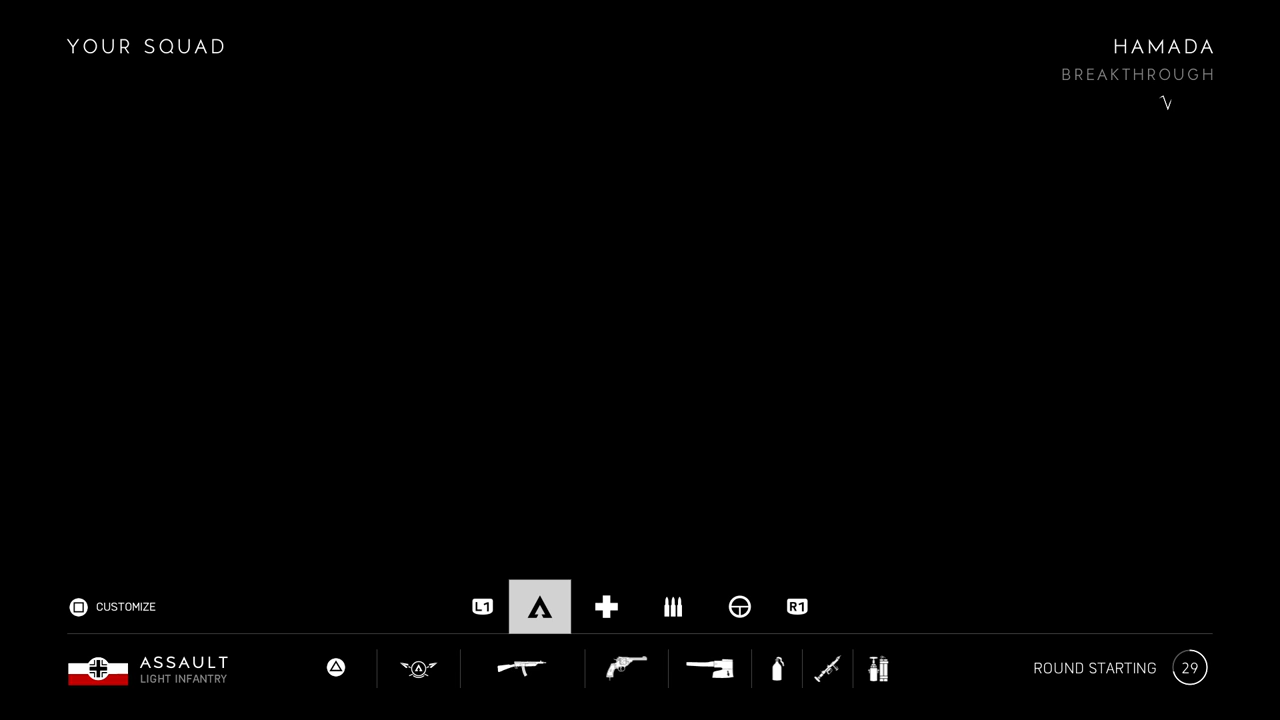 YOUR SQUAD
HAMADA
BREAKTHROUGH
CUSTOMIZE
L1
R1
ASSAULT
LIGHT INFANTRY
ROUND STARTING 29